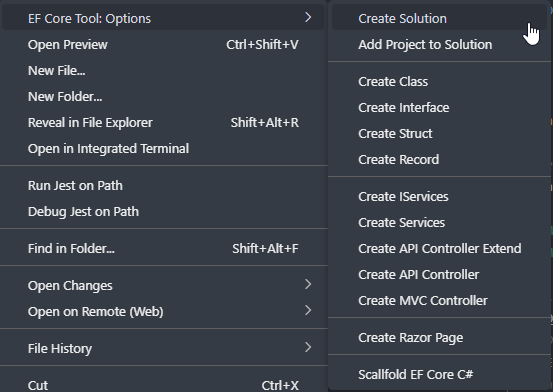 EF Core Tool: Options
Open Preview Ctrl+Shift+V
New File...
New Folder...
Reveal in File Explorer Shift+Alt+R
Open in Integrated Terminal
Run Jest on Path
Debug Jest on Path
Find in Folder... Shift+Alt+F
Open Changes
Open on Remote (Web)
File History
Cut Ctrl+X
Create Solution
Add Project to Solution
Create Class
Create Interface
Create Struct
Create Record
Create IServices
Create Services
Create API Controller Extend
Create API Controller
Create MVC Controller
Create Razor Page
Scallfold EF Core C#